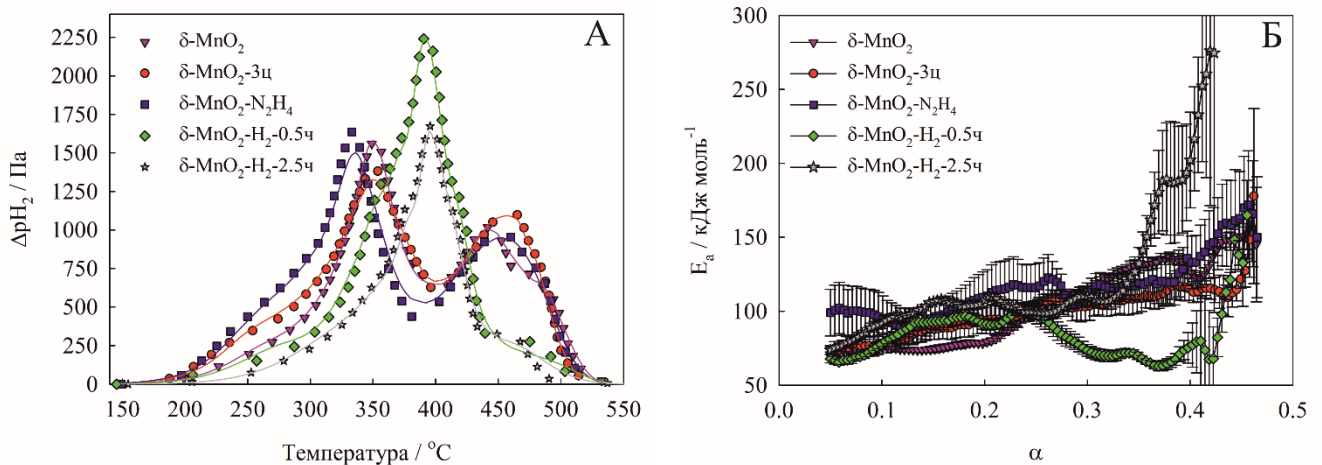 А
δ-MnO₂
δ-MnO₂-3ц
δ-MnO₂-N₂H₄
δ-MnO₂-H₂-0.5ч
δ-MnO₂-H₂-2.5ч
2250
2000
1750
1500
1250
1000
750
500
250
0
ΔpH₂ / Па
150 200 250 300 350 400 450 500 550
Температура / °C
Б
δ-MnO₂
δ-MnO₂-3ц
δ-MnO₂-N₂H₄
δ-MnO₂-H₂-0.5ч
δ-MnO₂-H₂-2.5ч
300
250
200
150
100
50
Eₐ / кДж моль⁻¹
0.0 0.1 0.2 0.3 0.4 0.5
α